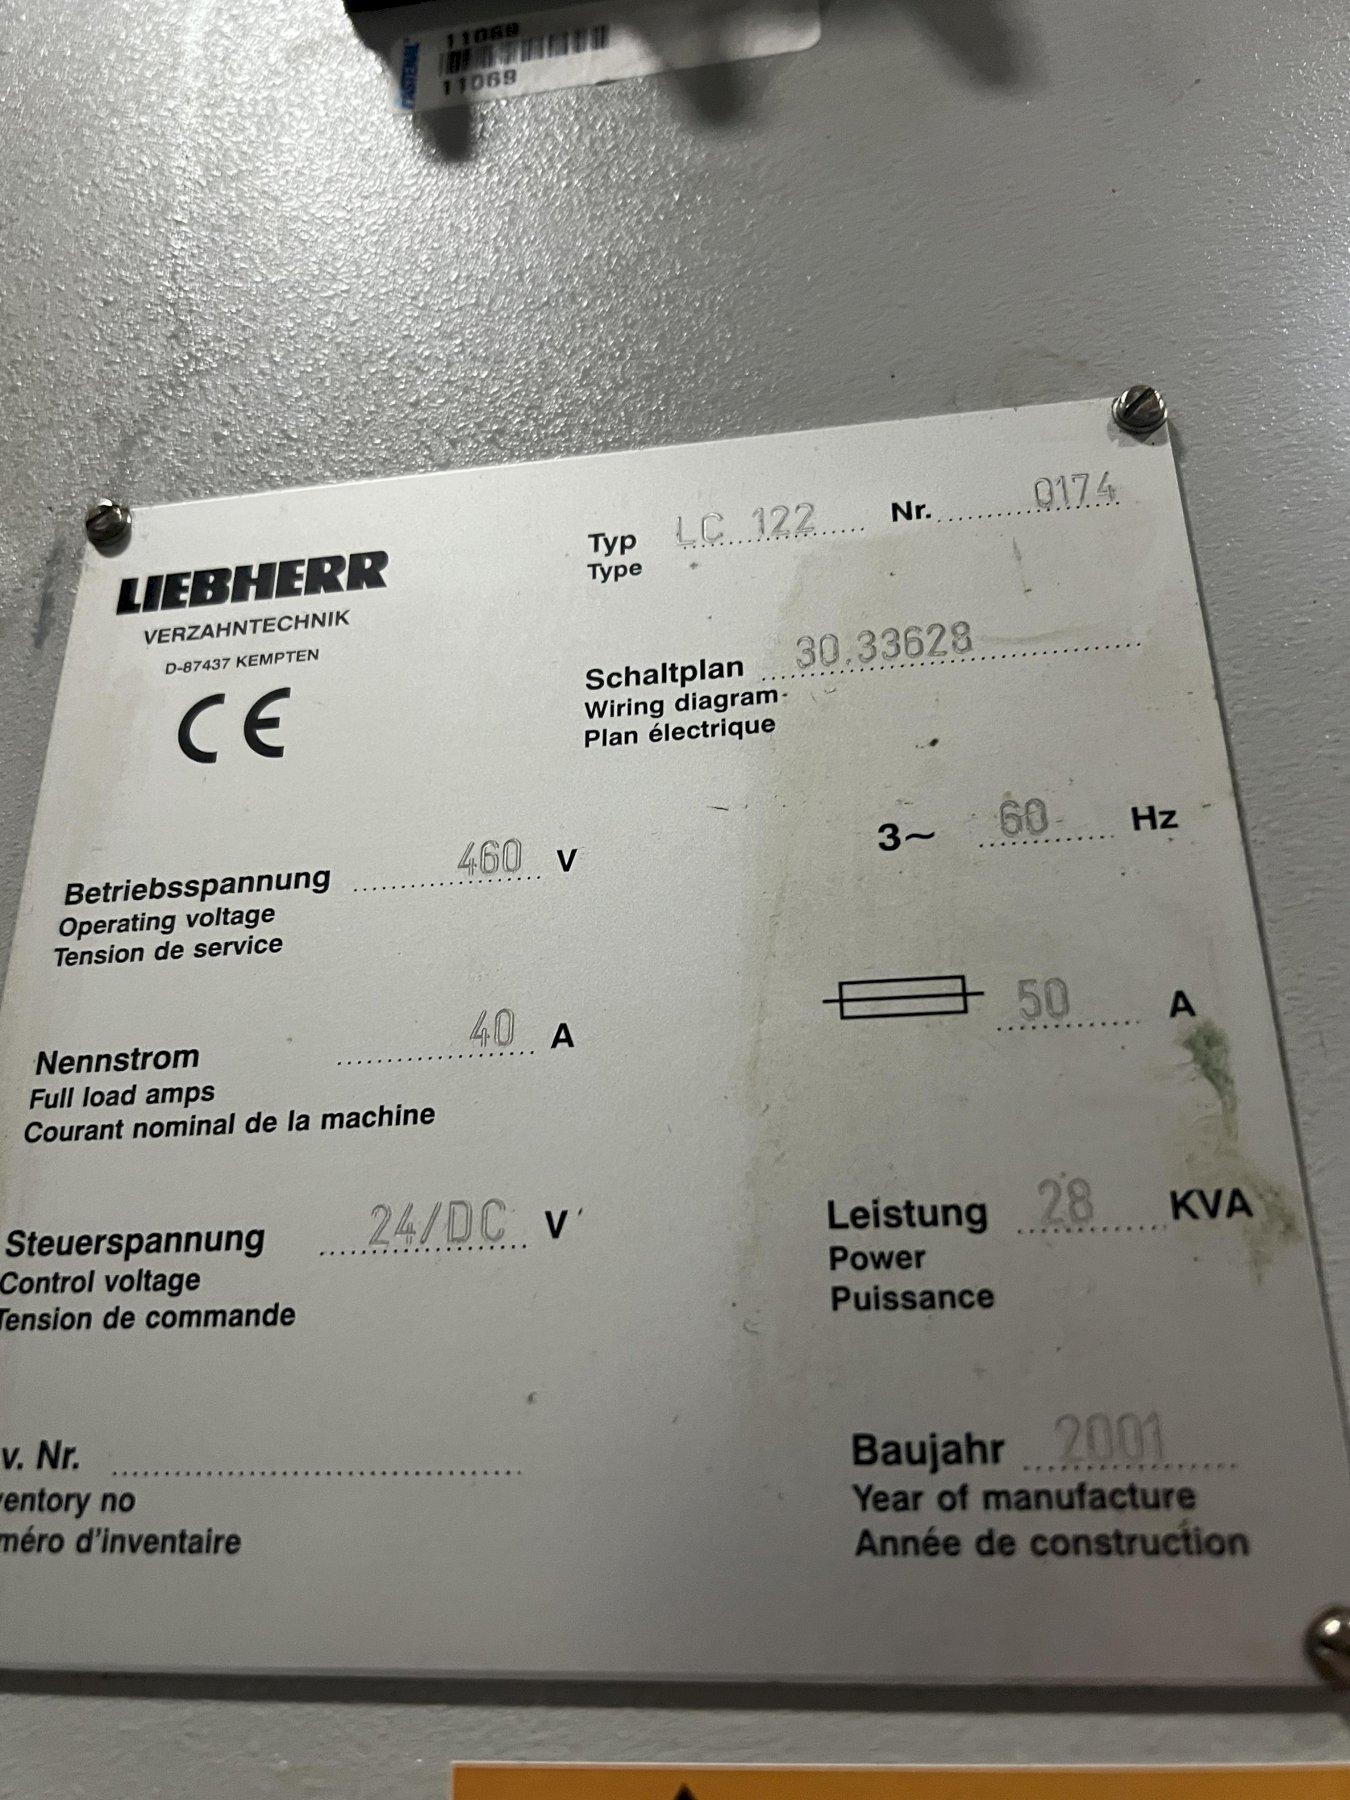 11069
FASTENAL
11069
Typ LC 122 Nr. 0174
Type
LIEBHERR
VERZAHNTECHNIK
D-87437 KEMPTEN
CE
Schaltplan 30.33628
Wiring diagram
Plan électrique
3~ 60 Hz
Betriebsspannung 460 V
Operating voltage
Tension de service
50 A
Nennstrom 40 A
Full load amps
Courant nominal de la machine
Steuerspannung 24/DC V
Control voltage
Tension de commande
Leistung 28 KVA
Power
Puissance
v. Nr.
ventory no
méro d'inventaire
Baujahr 2001
Year of manufacture
Année de construction